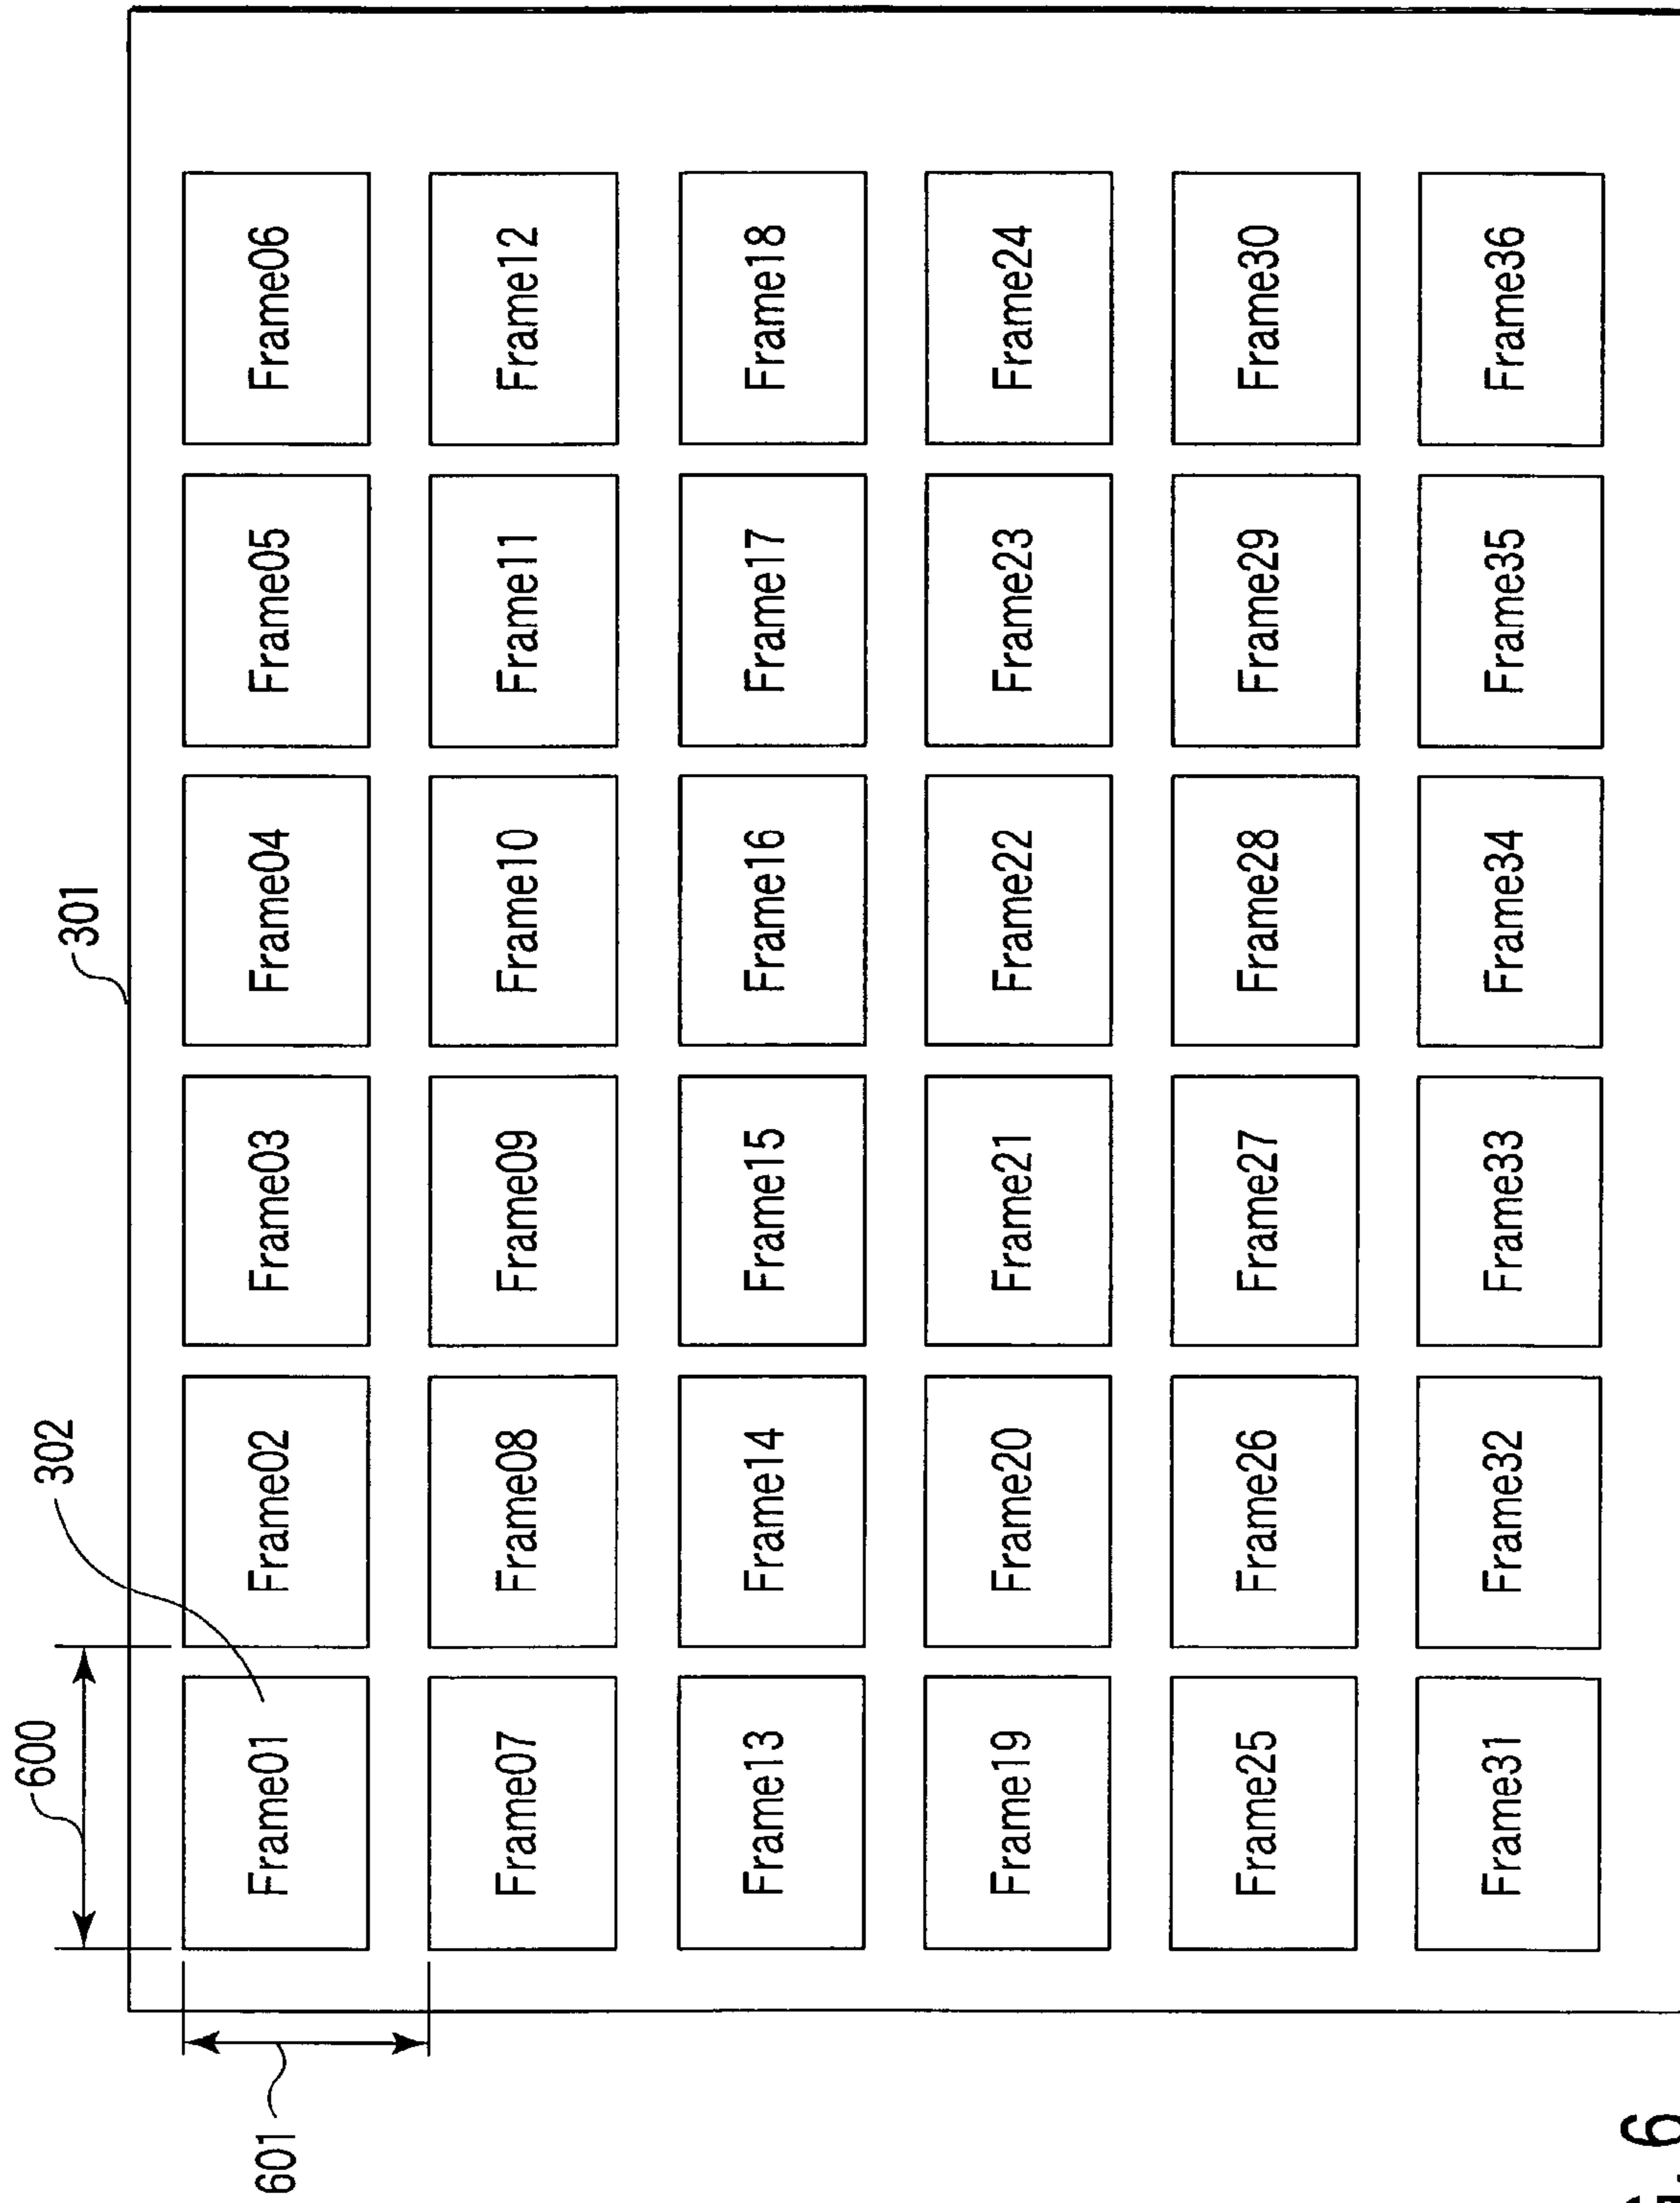 600
302
301
601
Frame01 Frame02 Frame03 Frame04 Frame05 Frame06
Frame07 Frame08 Frame09 Frame10 Frame11 Frame12
Frame13 Frame14 Frame15 Frame16 Frame17 Frame18
Frame19 Frame20 Frame21 Frame22 Frame23 Frame24
Frame25 Frame26 Frame27 Frame28 Frame29 Frame30
Frame31 Frame32 Frame33 Frame34 Frame35 Frame36
6